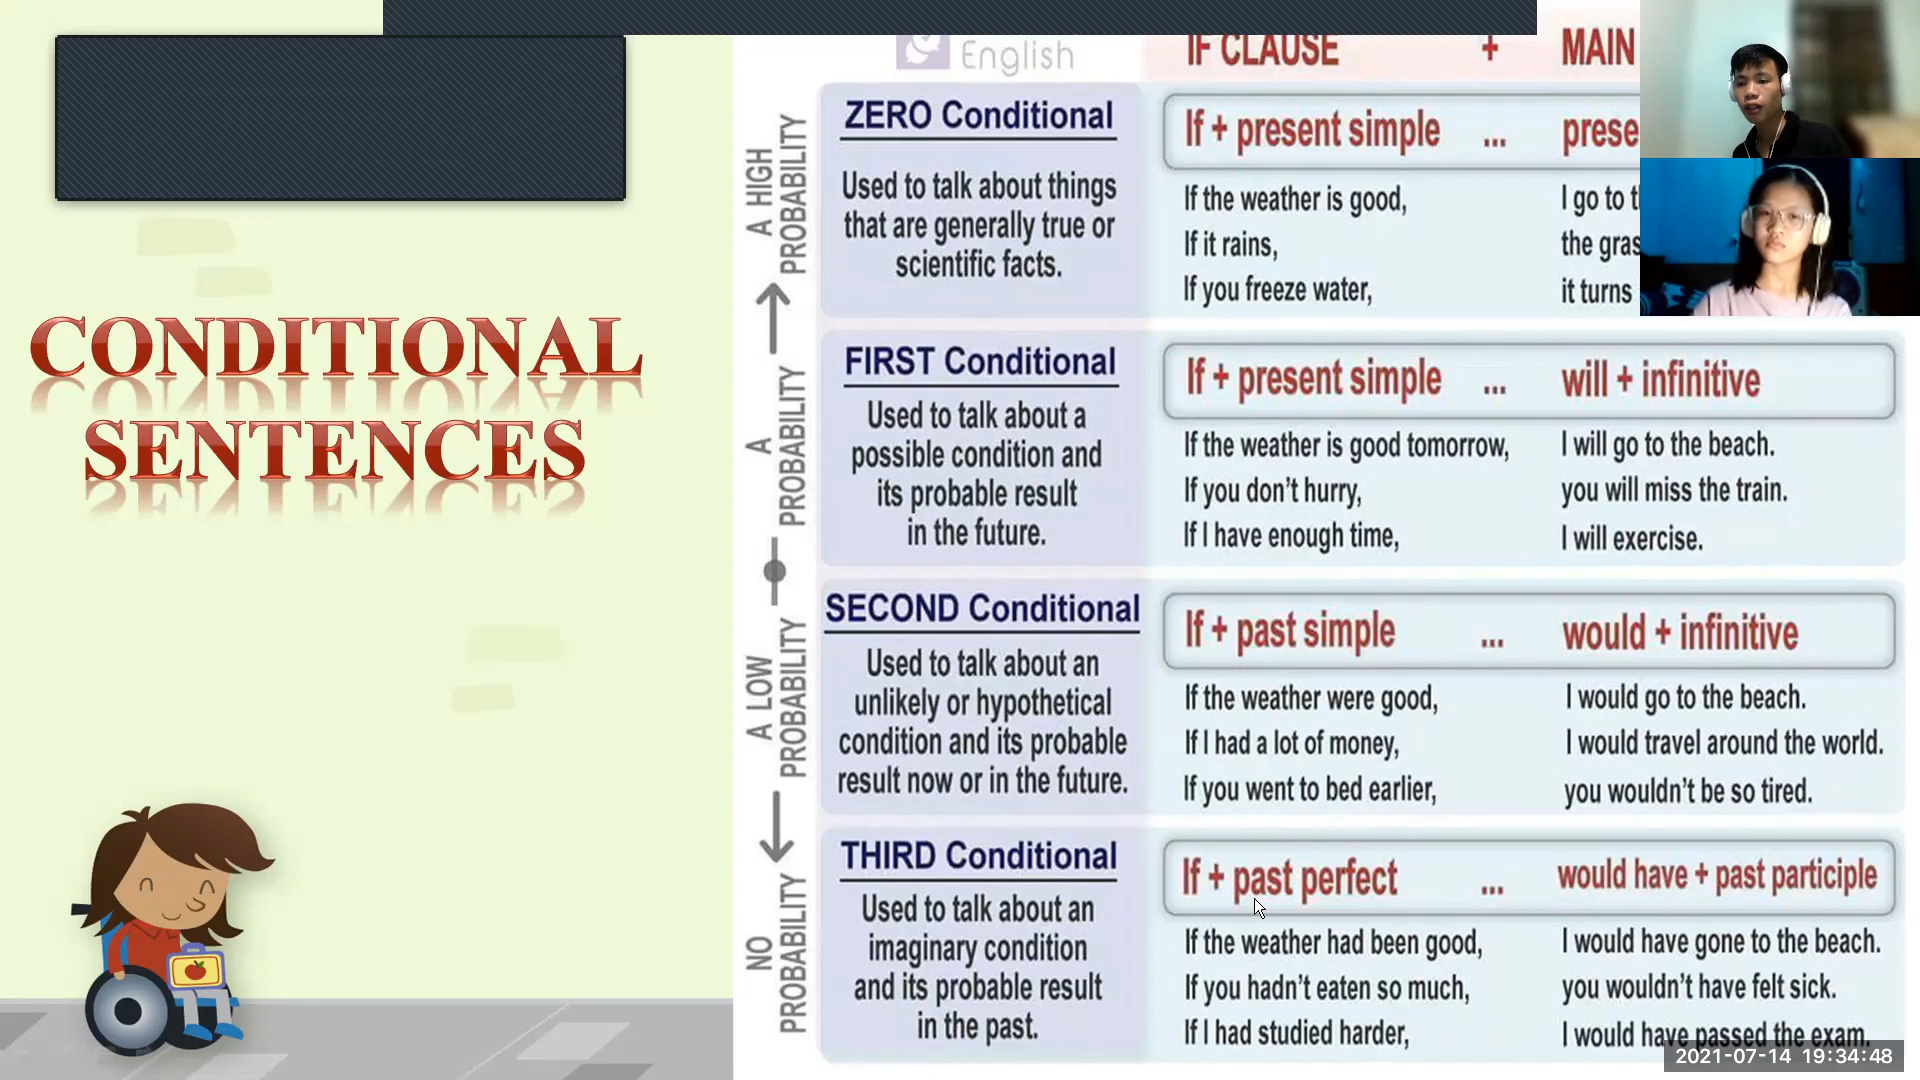 CONDITIONAL
SENTENCES
English
IF CLAUSE + MAIN
A HIGH
PROBABILITY
ZERO Conditional
Used to talk about things
that are generally true or
scientific facts.
If + present simple ... prese
If the weather is good, I go to t
If it rains, the gras
If you freeze water, it turns
A
PROBABILITY
FIRST Conditional
Used to talk about a
possible condition and
its probable result
in the future.
If + present simple ... will + infinitive
If the weather is good tomorrow, I will go to the beach.
If you don't hurry, you will miss the train.
If I have enough time, I will exercise.
A LOW
PROBABILITY
SECOND Conditional
Used to talk about an
unlikely or hypothetical
condition and its probable
result now or in the future.
If + past simple ... would + infinitive
If the weather were good, I would go to the beach.
If I had a lot of money, I would travel around the world.
If you went to bed earlier, you wouldn't be so tired.
NO
PROBABILITY
THIRD Conditional
Used to talk about an
imaginary condition
and its probable result
in the past.
If + past perfect ... would have + past participle
If the weather had been good, I would have gone to the beach.
If you hadn't eaten so much, you wouldn't have felt sick.
If I had studied harder, I would have passed the exam.
2021-07-14 19:34:48